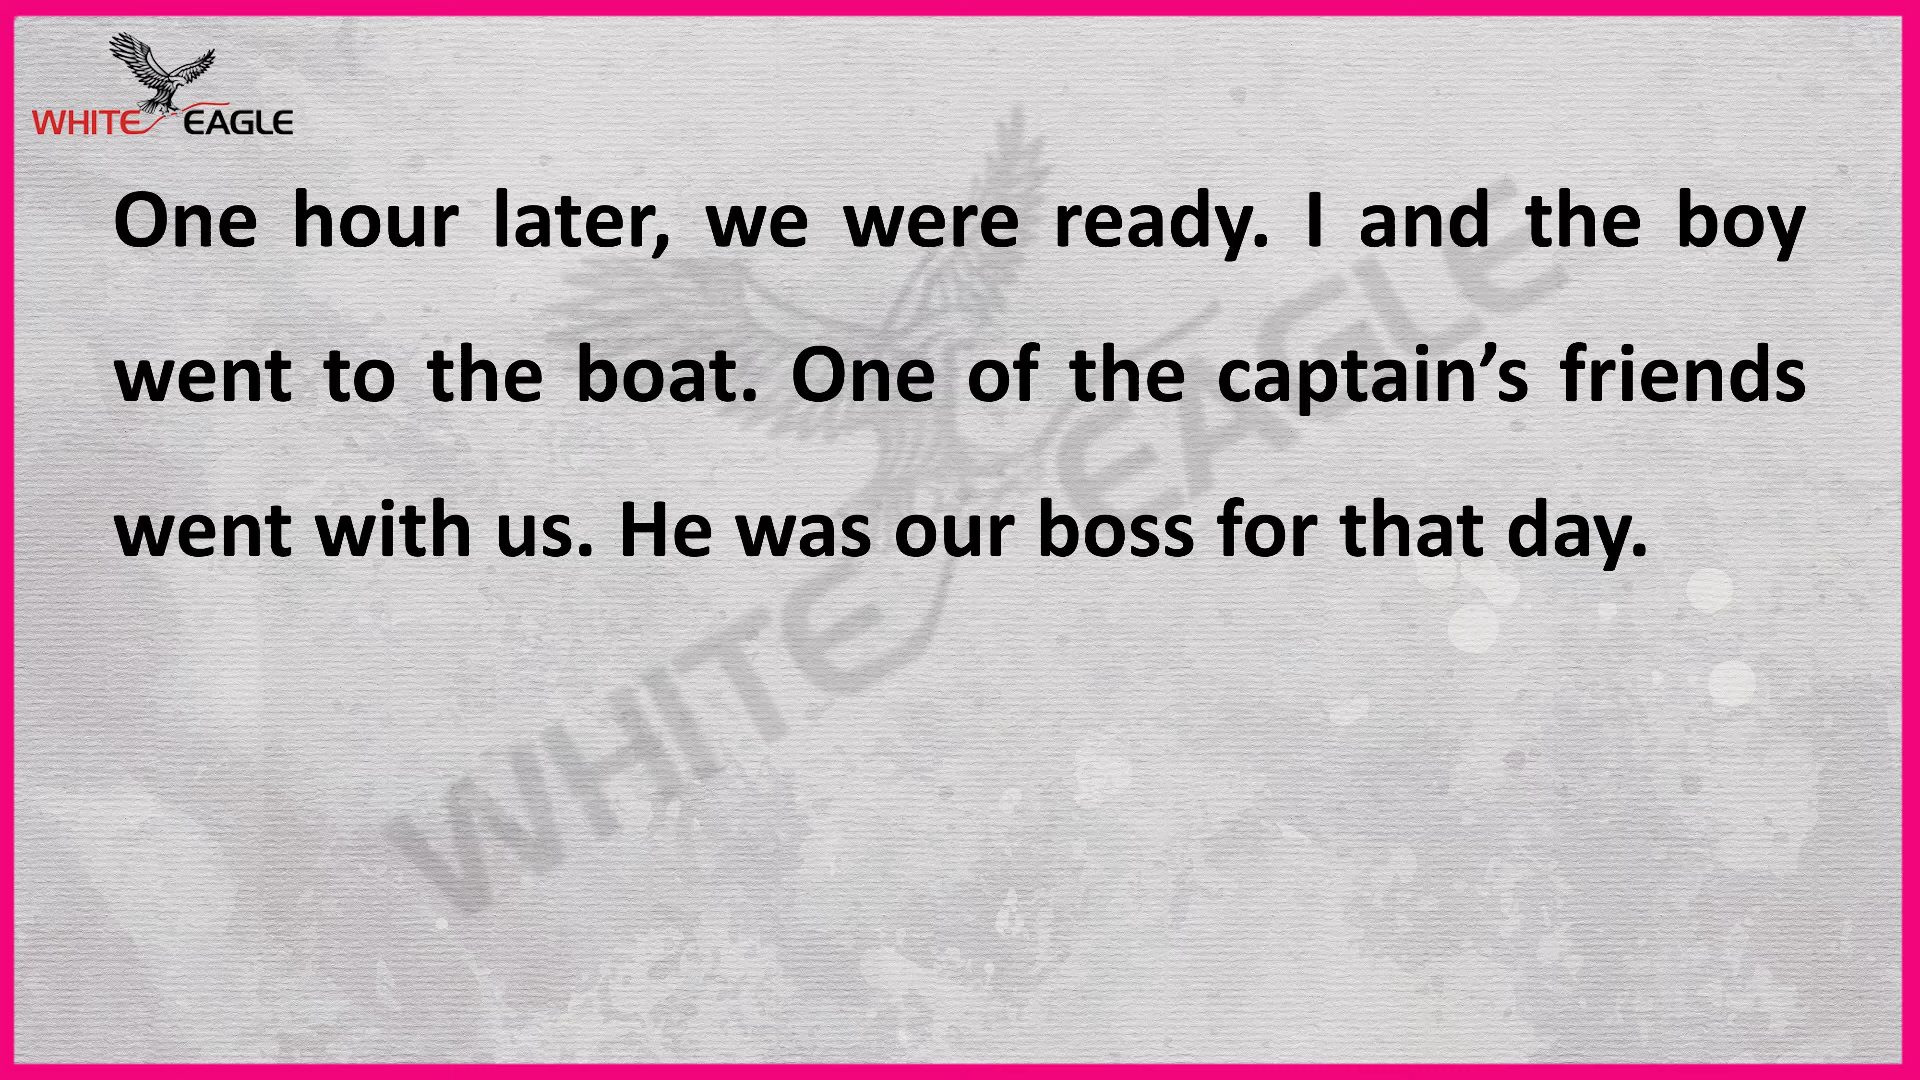 WHITE EAGLE
One hour later, we were ready. I and the boy
went to the boat. One of the captain’s friends
went with us. He was our boss for that day.
WHITE EAGLE